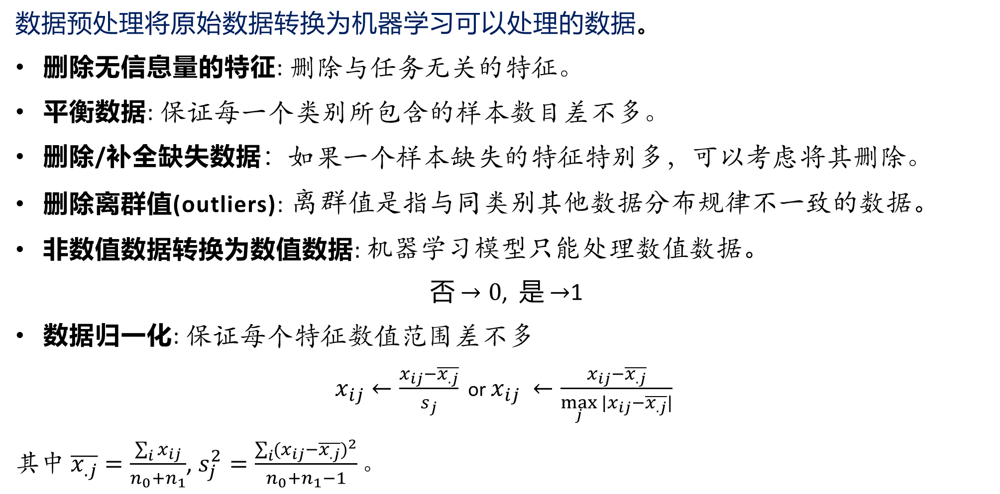 数据预处理将原始数据转换为机器学习可以处理的数据。
• 删除无信息量的特征: 删除与任务无关的特征。
• 平衡数据: 保证每一个类别所包含的样本数目差不多。
• 删除/补全缺失数据：如果一个样本缺失的特征特别多，可以考虑将其删除。
• 删除离群值(outliers): 离群值是指与同类别其他数据分布规律不一致的数据。
• 非数值数据转换为数值数据: 机器学习模型只能处理数值数据。
否 → 0, 是 →1
• 数据归一化: 保证每个特征数值范围差不多
$x_{ij} \leftarrow \frac{x_{ij}-\overline{x_{.j}}}{s_j}$ or $x_{ij} \leftarrow \frac{x_{ij}-\overline{x_{.j}}}{\max_j |x_{ij}-\overline{x_{.j}}|}$
其中 $\overline{x_{.j}} = \frac{\sum_i x_{ij}}{n_0+n_1}, s_j^2 = \frac{\sum_i (x_{ij}-\overline{x_{.j}})^2}{n_0+n_1-1}$。